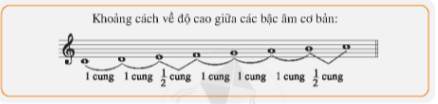 Khoảng cách về độ cao giữa các bậc âm cơ bản:
1 cung 1 cung 1/2 cung 1 cung 1 cung 1 cung 1/2 cung